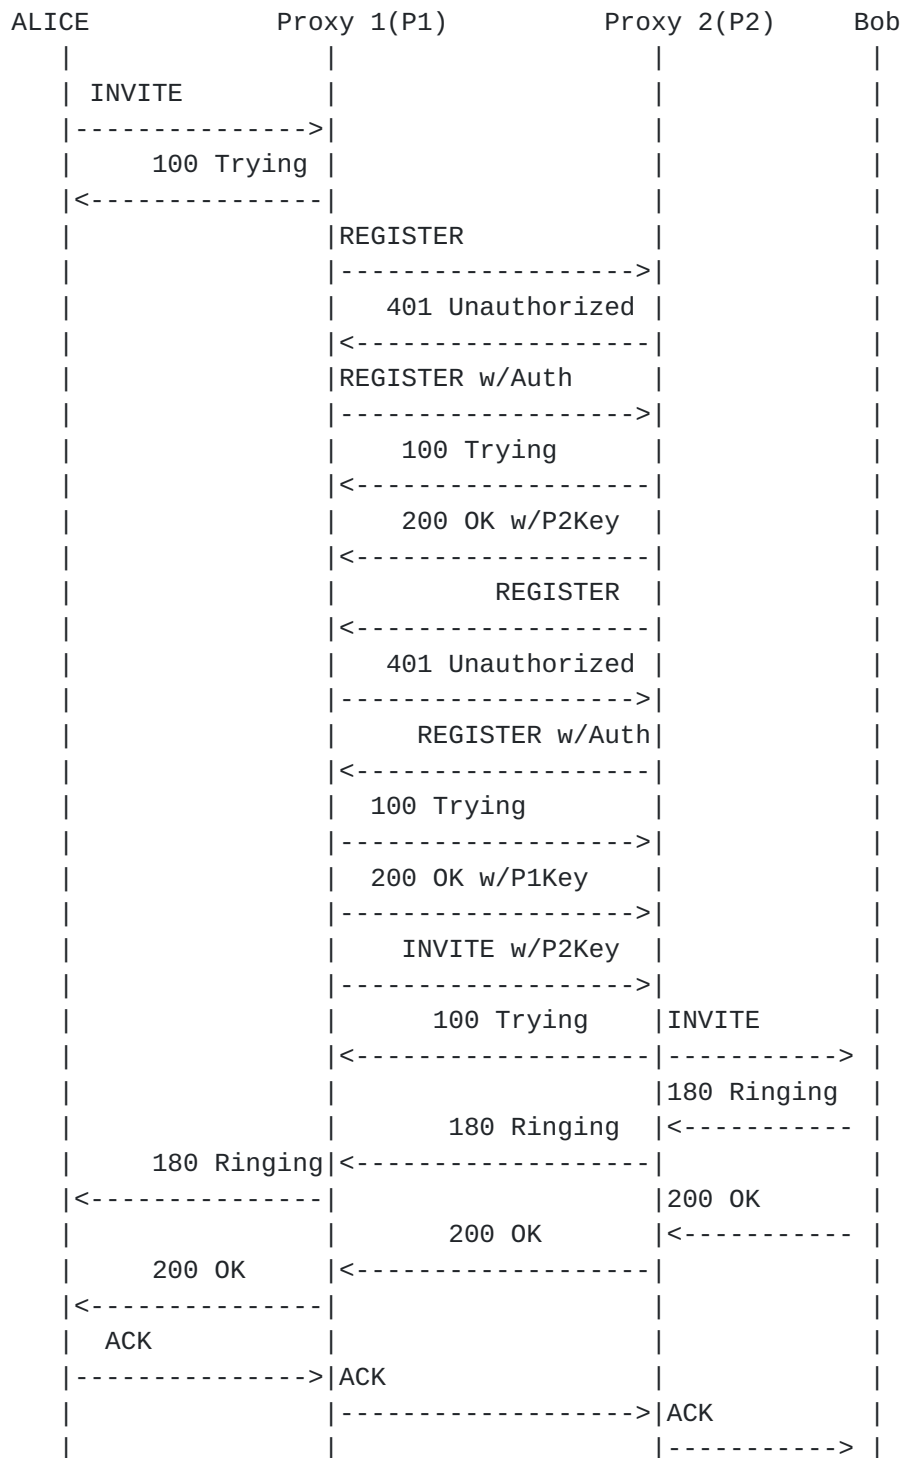 ALICE Proxy 1(P1) Proxy 2(P2) Bob
INVITE
100 Trying
REGISTER
401 Unauthorized
REGISTER w/Auth
100 Trying
200 OK w/P2Key
REGISTER
401 Unauthorized
REGISTER w/Auth
100 Trying
200 OK w/P1Key
INVITE w/P2Key
100 Trying INVITE
180 Ringing
180 Ringing
180 Ringing
200 OK
200 OK
200 OK
ACK
ACK
ACK